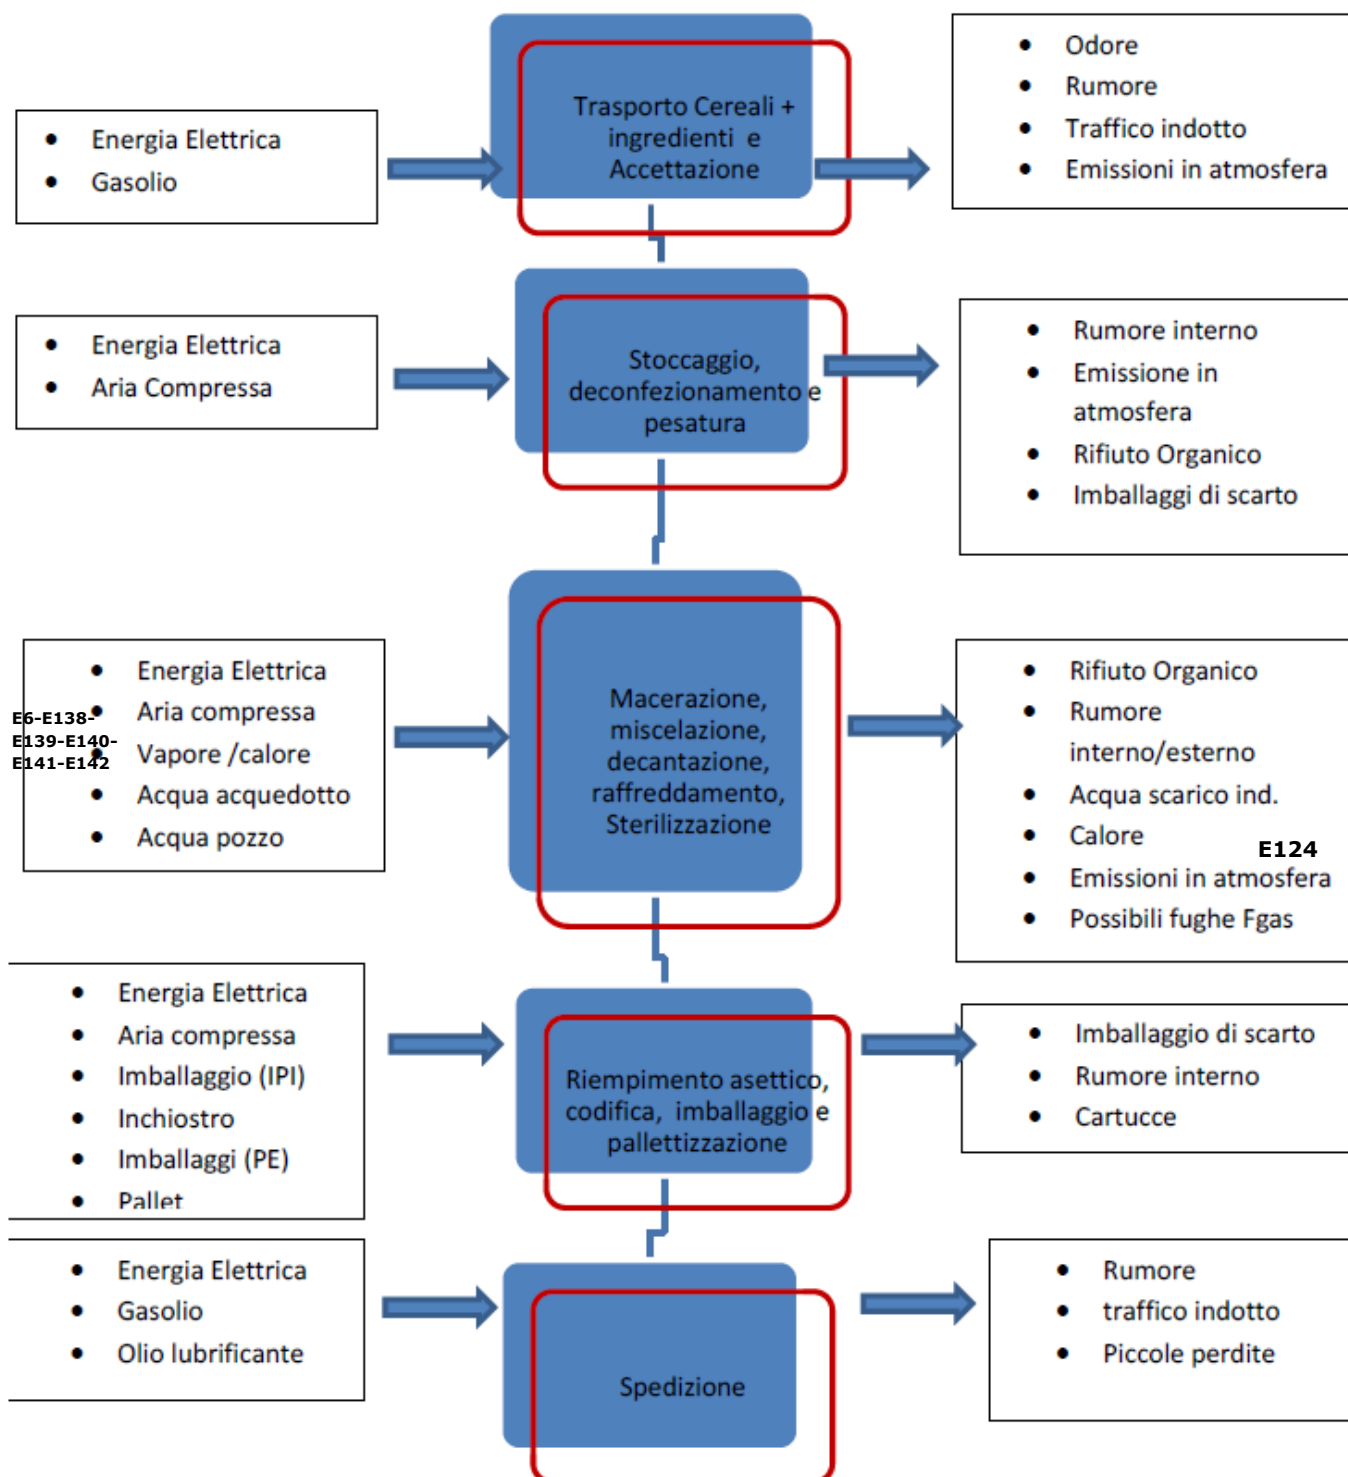 Trasporto Cereali +
ingredienti e
Accettazione
• Energia Elettrica
• Gasolio
• Odore
• Rumore
• Traffico indotto
• Emissioni in atmosfera
• Energia Elettrica
• Aria Compressa
Stoccaggio,
deconfezionamento e
pesatura
• Rumore interno
• Emissione in
atmosfera
• Rifiuto Organico
• Imballaggi di scarto
• Energia Elettrica
• Aria compressa
• Vapore /calore
• Acqua acquedotto
• Acqua pozzo
E6-E138-
E139-E140-
E141-E142
Macerazione,
miscelazione,
decantazione,
raffreddamento,
Sterilizzazione
• Rifiuto Organico
• Rumore
interno/esterno
• Acqua scarico ind.
• Calore
E124
• Emissioni in atmosfera
• Possibili fughe Fgas
• Energia Elettrica
• Aria compressa
• Imballaggio (IPI)
• Inchiostro
• Imballaggi (PE)
• Pallet
Riempimento asettico,
codifica, imballaggio e
pallettizzazione
• Imballaggio di scarto
• Rumore interno
• Cartucce
• Energia Elettrica
• Gasolio
• Olio lubrificante
Spedizione
• Rumore
• traffico indotto
• Piccole perdite